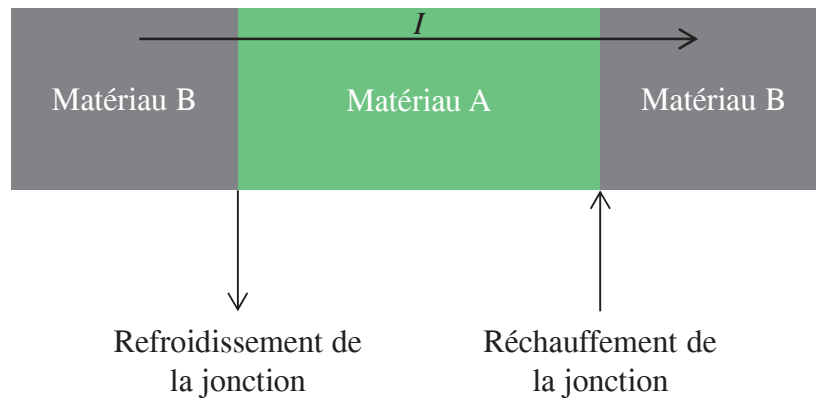 I
Matériau B
Matériau A
Matériau B
Refroidissement de
la jonction
Réchauffement de
la jonction